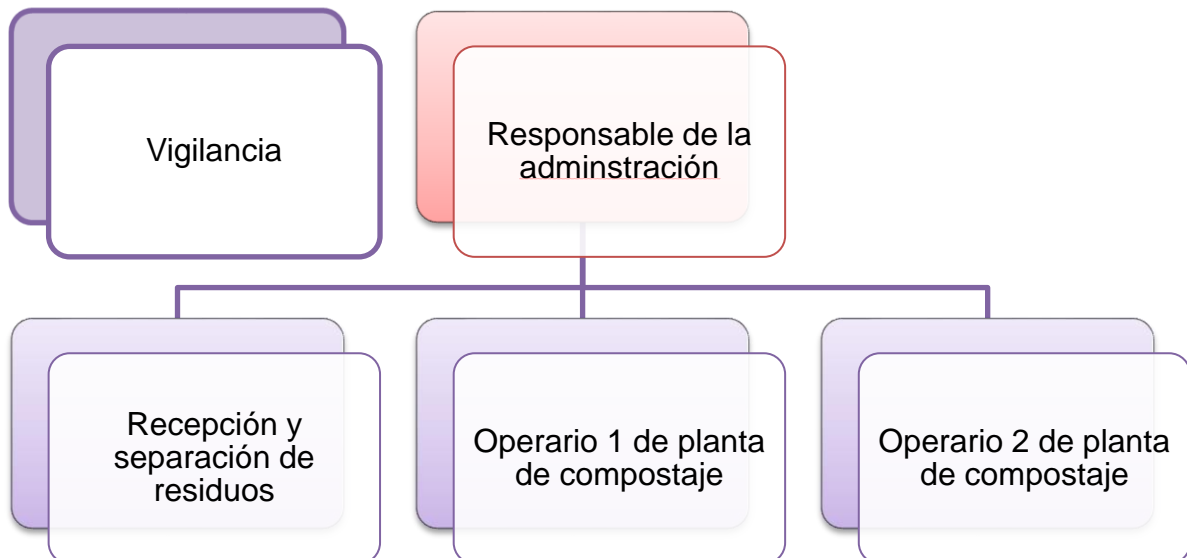 Vigilancia
Responsable de la
adminstración
Recepción y
separación de
residuos
Operario 1 de planta
de compostaje
Operario 2 de planta
de compostaje